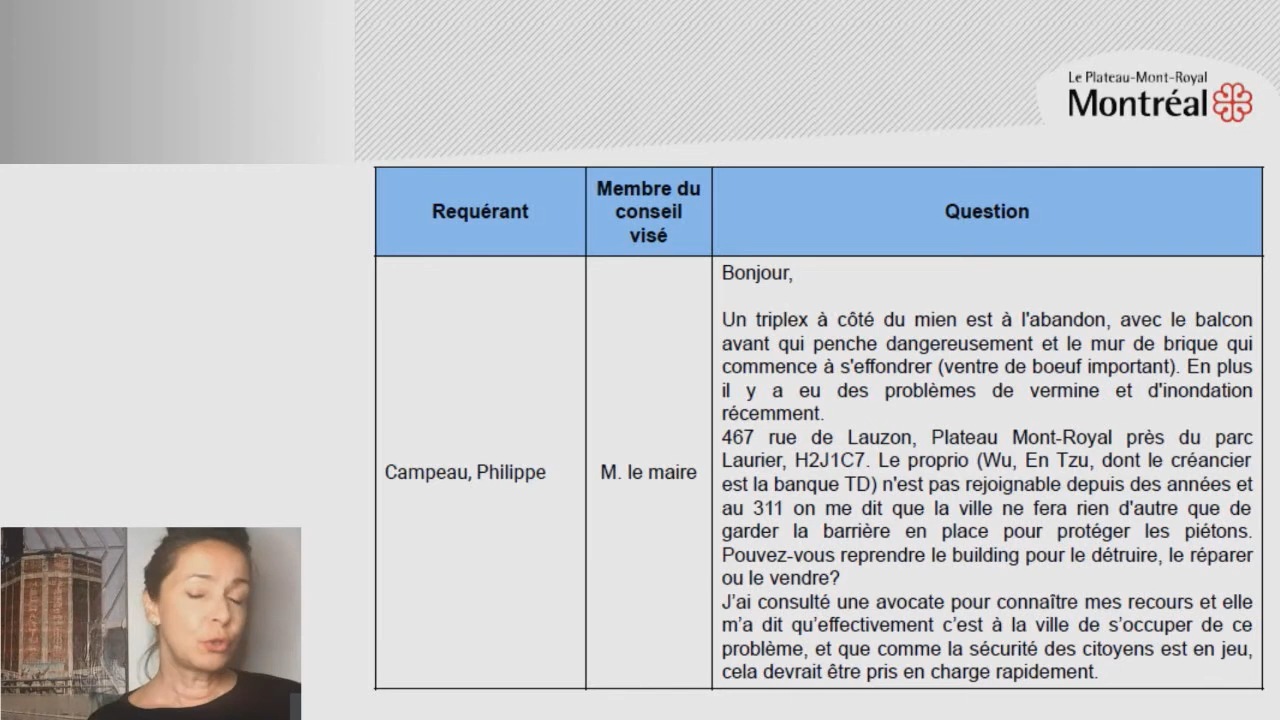 Le Plateau-Mont-Royal
Montréal
Requérant
Membre du
conseil
visé
Question
Campeau, Philippe
M. le maire
Bonjour,
Un triplex à côté du mien est à l'abandon, avec le balcon
avant qui penche dangereusement et le mur de brique qui
commence à s'effondrer (ventre de boeuf important). En plus
il y a eu des problèmes de vermine et d'inondation
récemment.
467 rue de Lauzon, Plateau Mont-Royal près du parc
Laurier, H2J1C7. Le proprio (Wu, En Tzu, dont le créancier
est la banque TD) n'est pas rejoignable depuis des années et
au 311 on me dit que la ville ne fera rien d'autre que de
garder la barrière en place pour protéger les piétons.
Pouvez-vous reprendre le building pour le détruire, le réparer
ou le vendre?
J’ai consulté une avocate pour connaître mes recours et elle
m’a dit qu’effectivement c’est à la ville de s’occuper de ce
problème, et que comme la sécurité des citoyens est en jeu,
cela devrait être pris en charge rapidement.